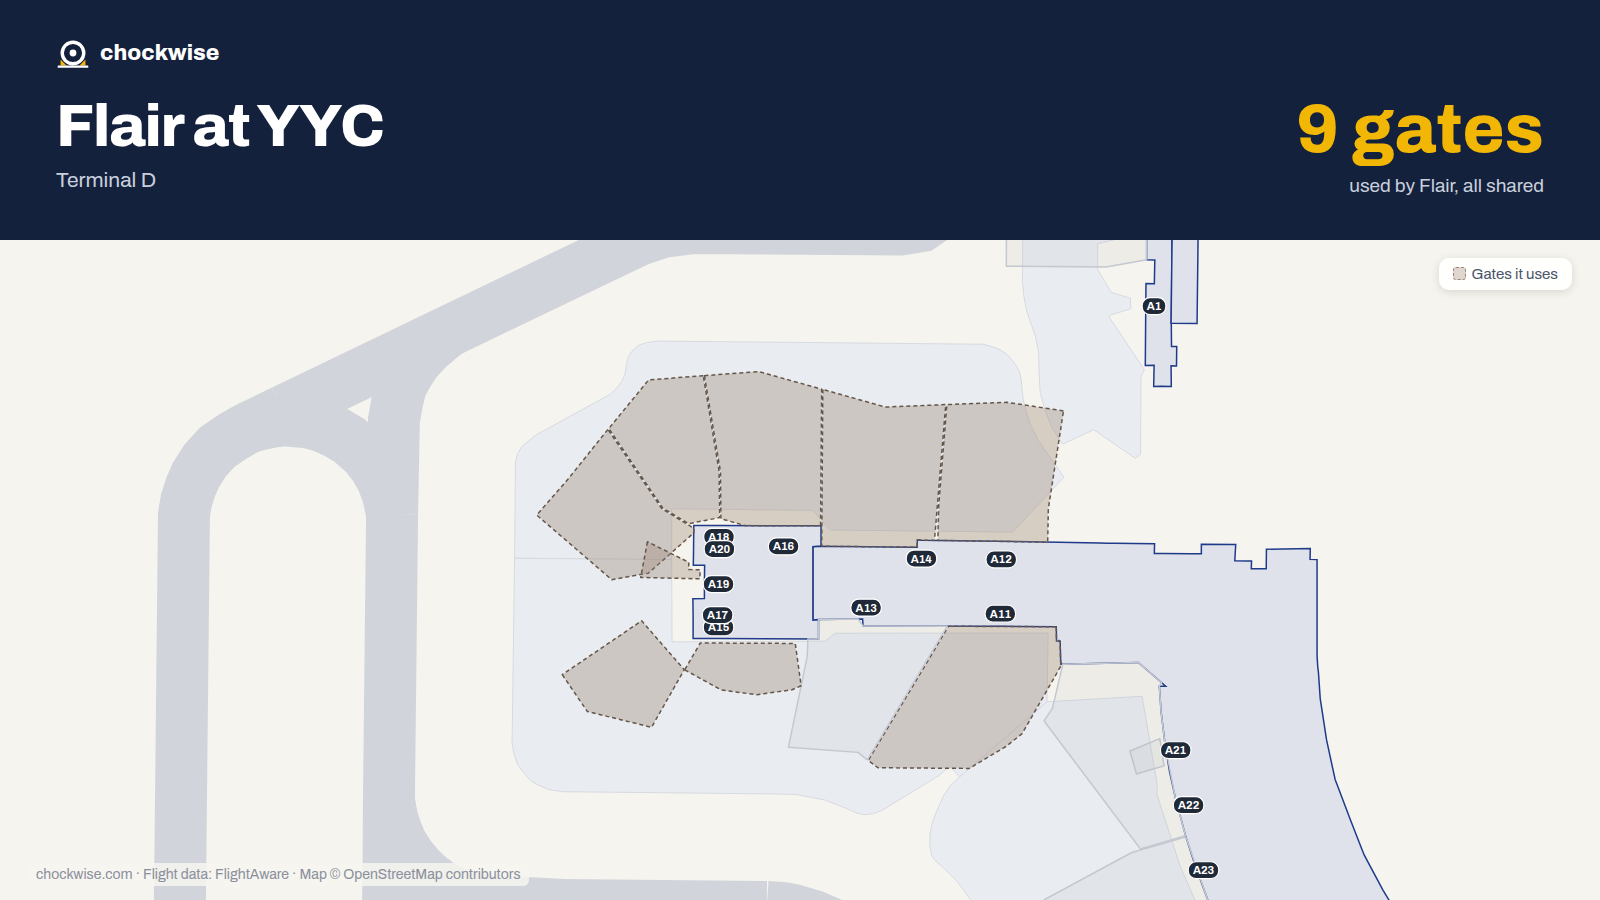 chockwise
Flair at YYC
Terminal D
9 gates
used by Flair, all shared
Gates it uses
A1
A18
A20
A16
A14
A12
A19
A13
A11
A17
A15
A21
A22
A23
chockwise.com · Flight data: FlightAware · Map © OpenStreetMap contributors